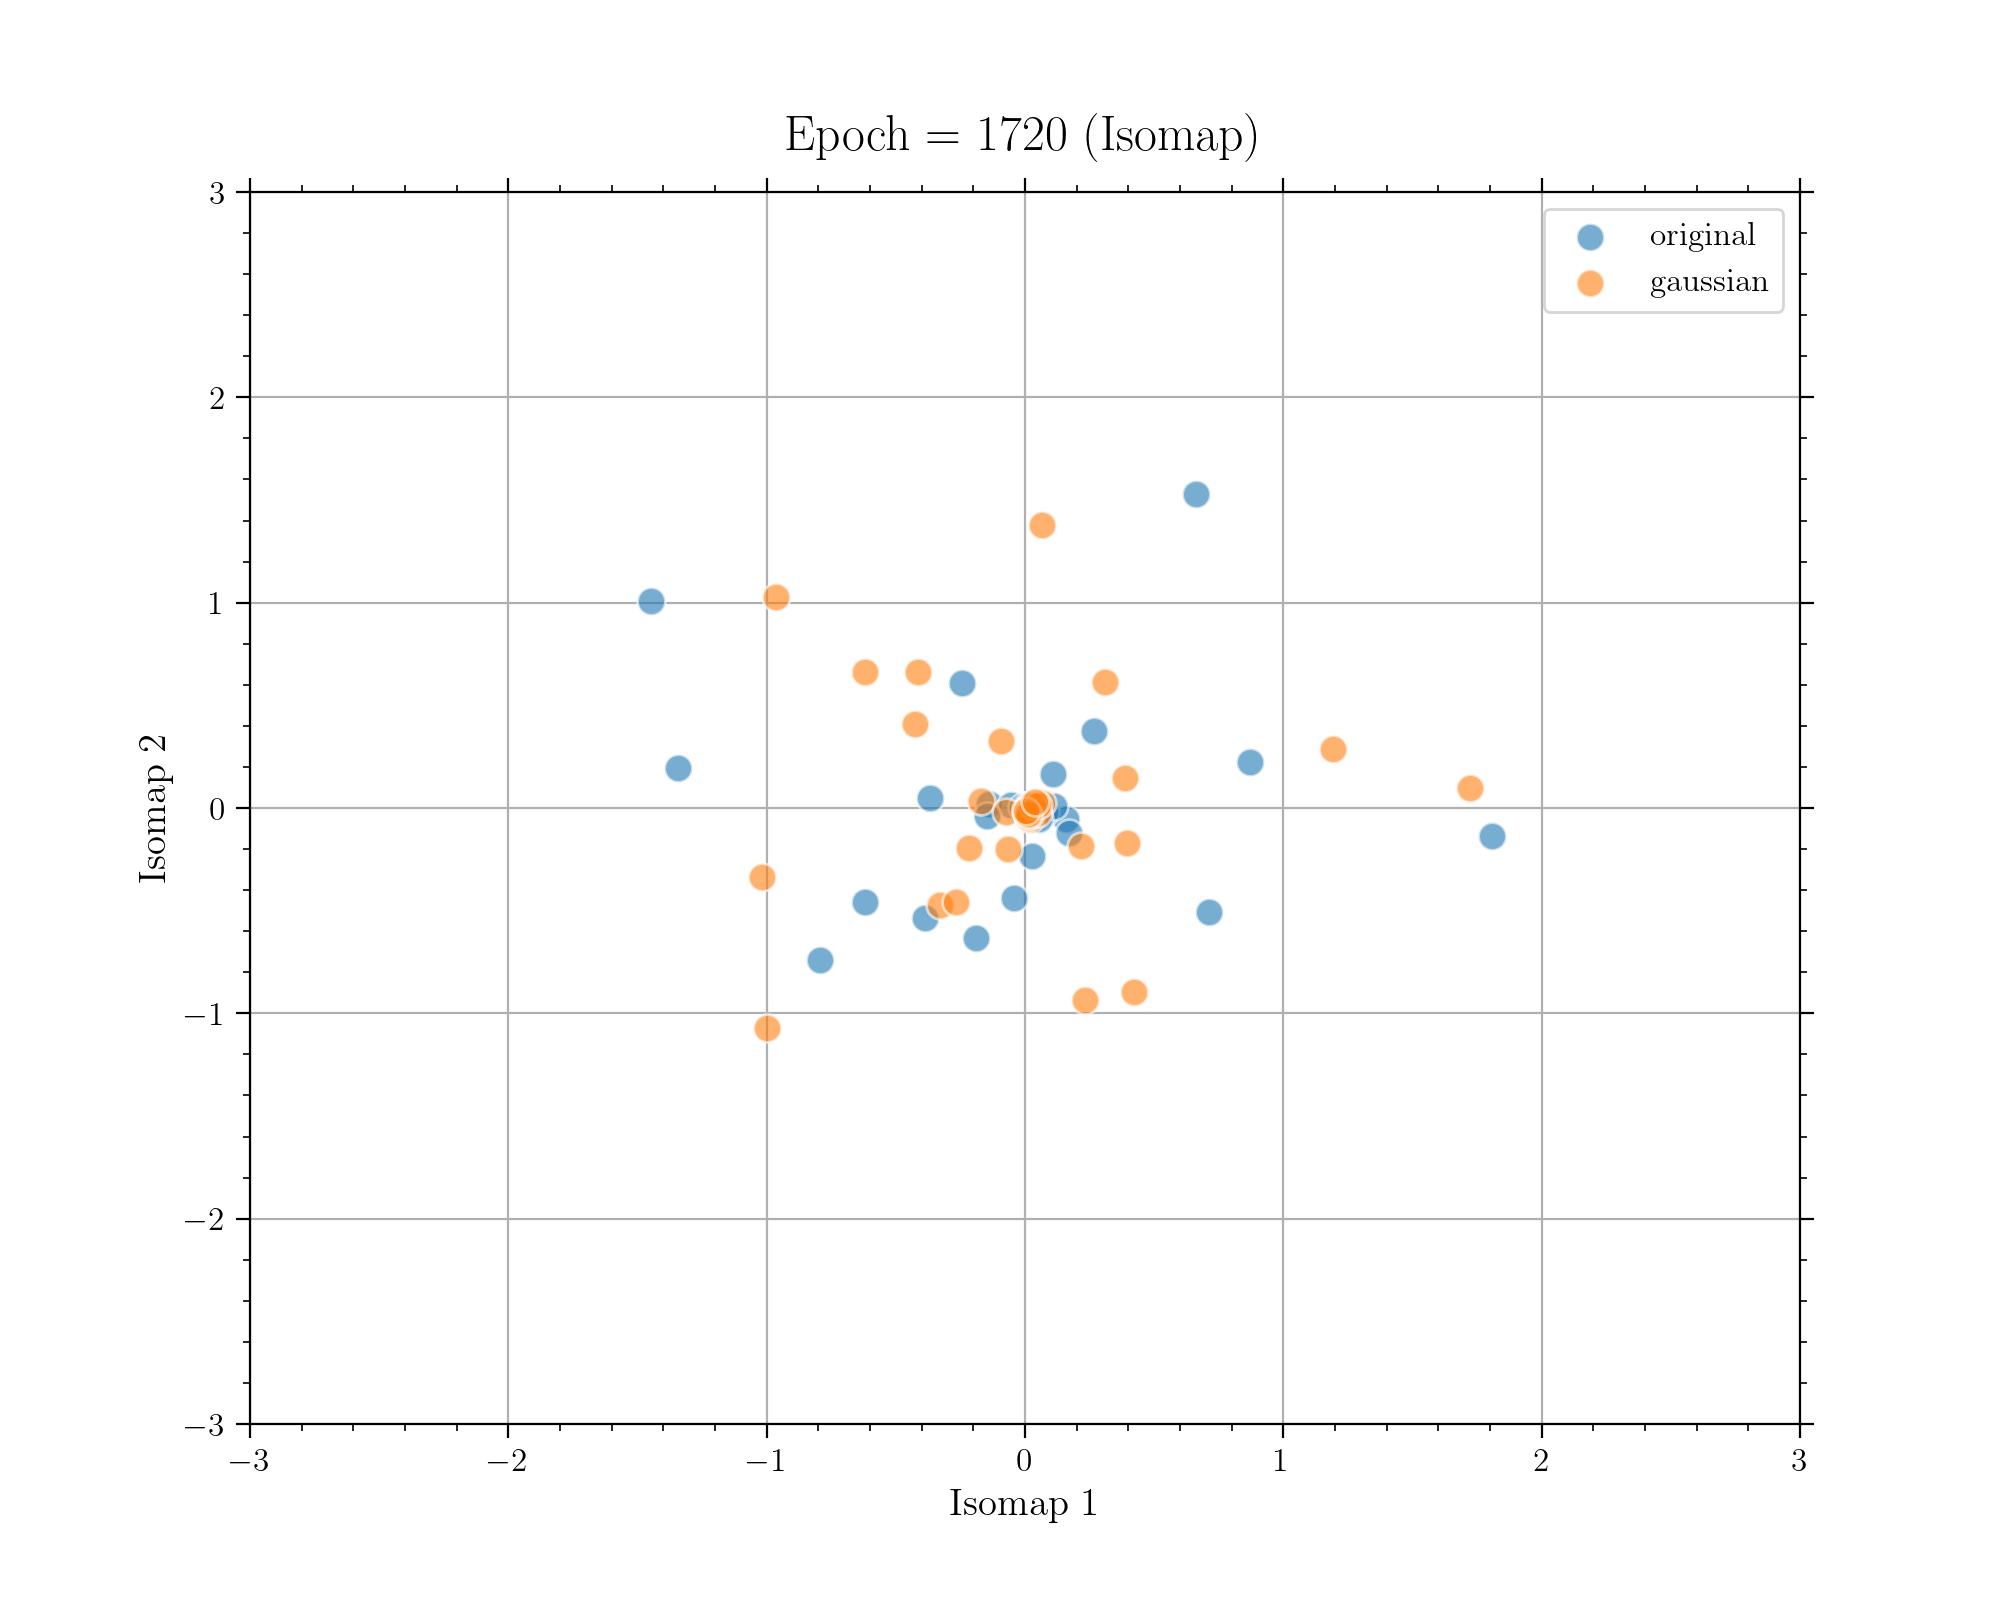 Epoch = 1720 (Isomap)
original
gaussian
3
2
1
0
−1
−2
−3
Isomap 2
−3
−2
−1
0
1
2
3
Isomap 1